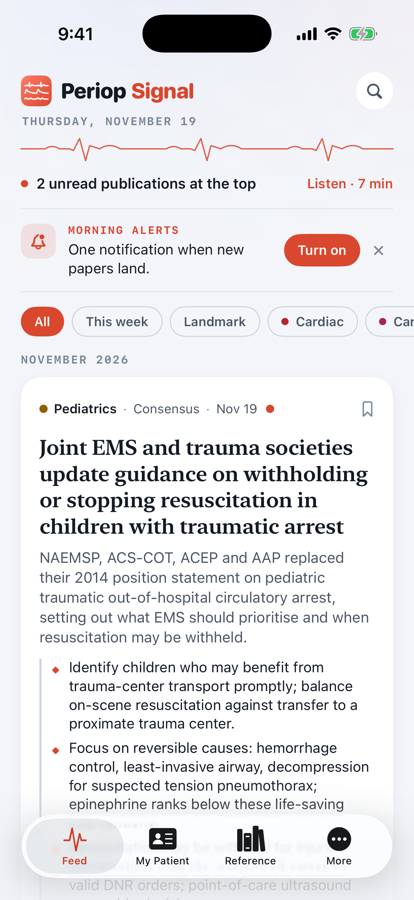 9:41
Periop Signal
THURSDAY, NOVEMBER 19
2 unread publications at the top
Listen · 7 min
MORNING ALERTS
One notification when new
papers land.
Turn on
All
This week
Landmark
Cardiac
Car
NOVEMBER 2026
Pediatrics · Consensus · Nov 19
Joint EMS and trauma societies
update guidance on withholding
or stopping resuscitation in
children with traumatic arrest
NAEMSP, ACS-COT, ACEP and AAP replaced
their 2014 position statement on pediatric
traumatic out-of-hospital circulatory arrest,
setting out what EMS should prioritise and when
resuscitation may be withheld.
Identify children who may benefit from
trauma-center transport promptly; balance
on-scene resuscitation against transfer to a
proximate trauma center.
Focus on reversible causes: hemorrhage
control, least-invasive airway, decompression
for suspected tension pneumothorax;
epinephrine ranks below these life-saving
Feed
My Patient
Reference
More
valid DNR orders; point-of-care ultrasound